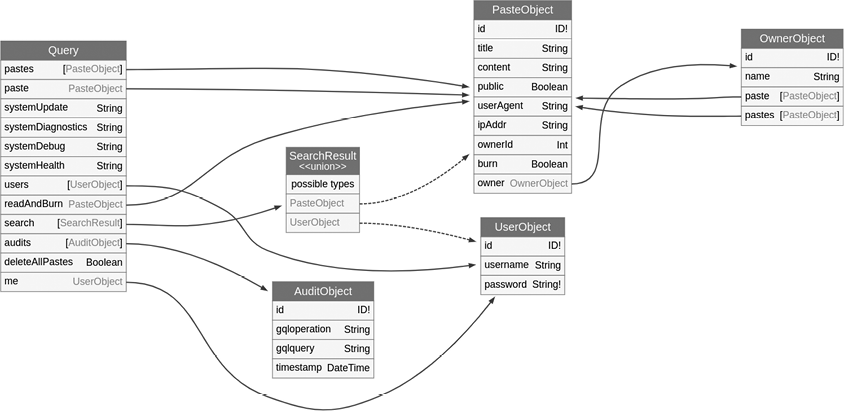 Query
pastes [PasteObject]
paste PasteObject
systemUpdate String
systemDiagnostics String
systemDebug String
systemHealth String
users [UserObject]
readAndBurn PasteObject
search [SearchResult]
audits [AuditObject]
deleteAllPastes Boolean
me UserObject
SearchResult
<<union>>
possible types
PasteObject
UserObject
AuditObject
id ID!
gqloperation String
gqlquery String
timestamp DateTime
PasteObject
id ID!
title String
content String
public Boolean
userAgent String
ipAddr String
ownerId Int
burn Boolean
owner OwnerObject
UserObject
id ID!
username String
password String!
OwnerObject
id ID!
name String
paste [PasteObject]
pastes [PasteObject]